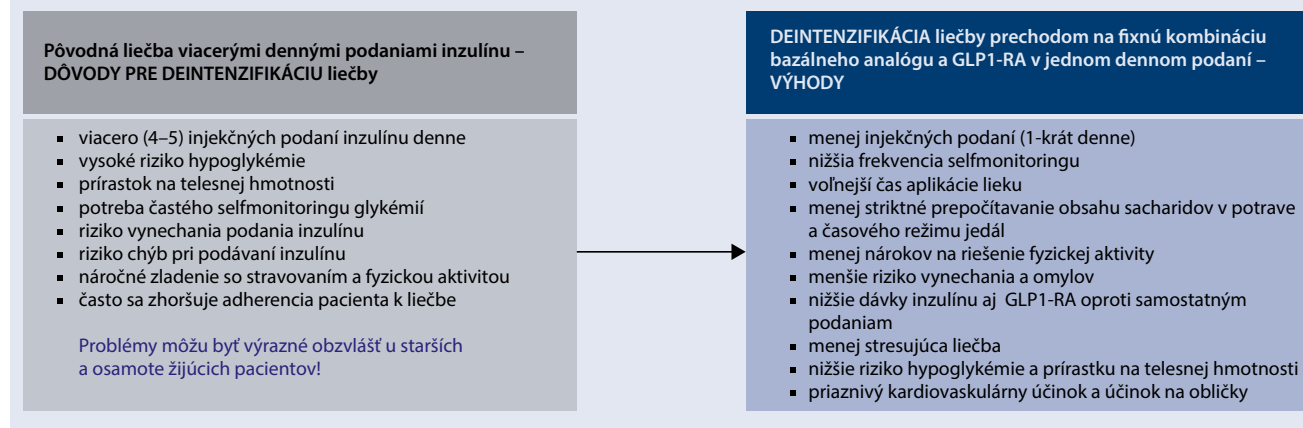 Pôvodná liečba viacerými dennými podaniami inzulínu –
DÔVODY PRE DEINTENZIFIKÁCIU liečby
▪ viacero (4–5) injekčných podaní inzulínu denne
▪ vysoké riziko hypoglykémie
▪ prírastok na telesnej hmotnosti
▪ potreba častého selfmonitoringu glykémií
▪ riziko vynechania podania inzulínu
▪ riziko chýb pri podávaní inzulínu
▪ náročné zladenie so stravovaním a fyzickou aktivitou
▪ často sa zhoršuje adherencia pacienta k liečbe
Problémy môžu byť výrazné obzvlášť u starších
a osamote žijúcich pacientov!
DEINTENZIFIKÁCIA liečby prechodom na fixnú kombináciu
bazálneho analógu a GLP1-RA v jednom dennom podaní –
VÝHODY
▪ menej injekčných podaní (1-krát denne)
▪ nižšia frekvencia selfmonitoringu
▪ voľnejší čas aplikácie lieku
▪ menej striktné prepočítavanie obsahu sacharidov v potrave
a časového režimu jedál
▪ menej nárokov na riešenie fyzickej aktivity
▪ menšie riziko vynechania a omylov
▪ nižšie dávky inzulínu aj GLP1-RA oproti samostatným
podaniam
▪ menej stresujúca liečba
▪ nižšie riziko hypoglykémie a prírastku na telesnej hmotnosti
▪ priaznivý kardiovaskulárny účinok a účinok na obličky